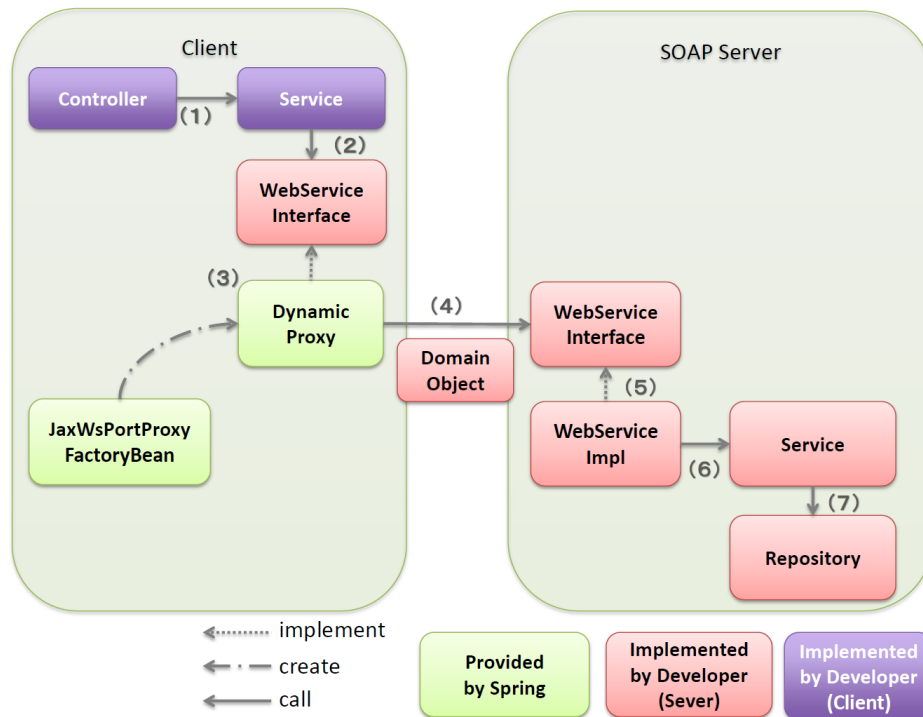 Client
SOAP Server
Controller
(1)
Service
(2)
WebService
Interface
(3)
Dynamic
Proxy
(4)
WebService
Interface
Domain
Object
(5)
JaxWsPortProxy
FactoryBean
WebService
Impl
(6)
Service
(7)
Repository
implement
create
call
Provided
by Spring
Implemented
by Developer
(Sever)
Implemented
by Developer
(Client)